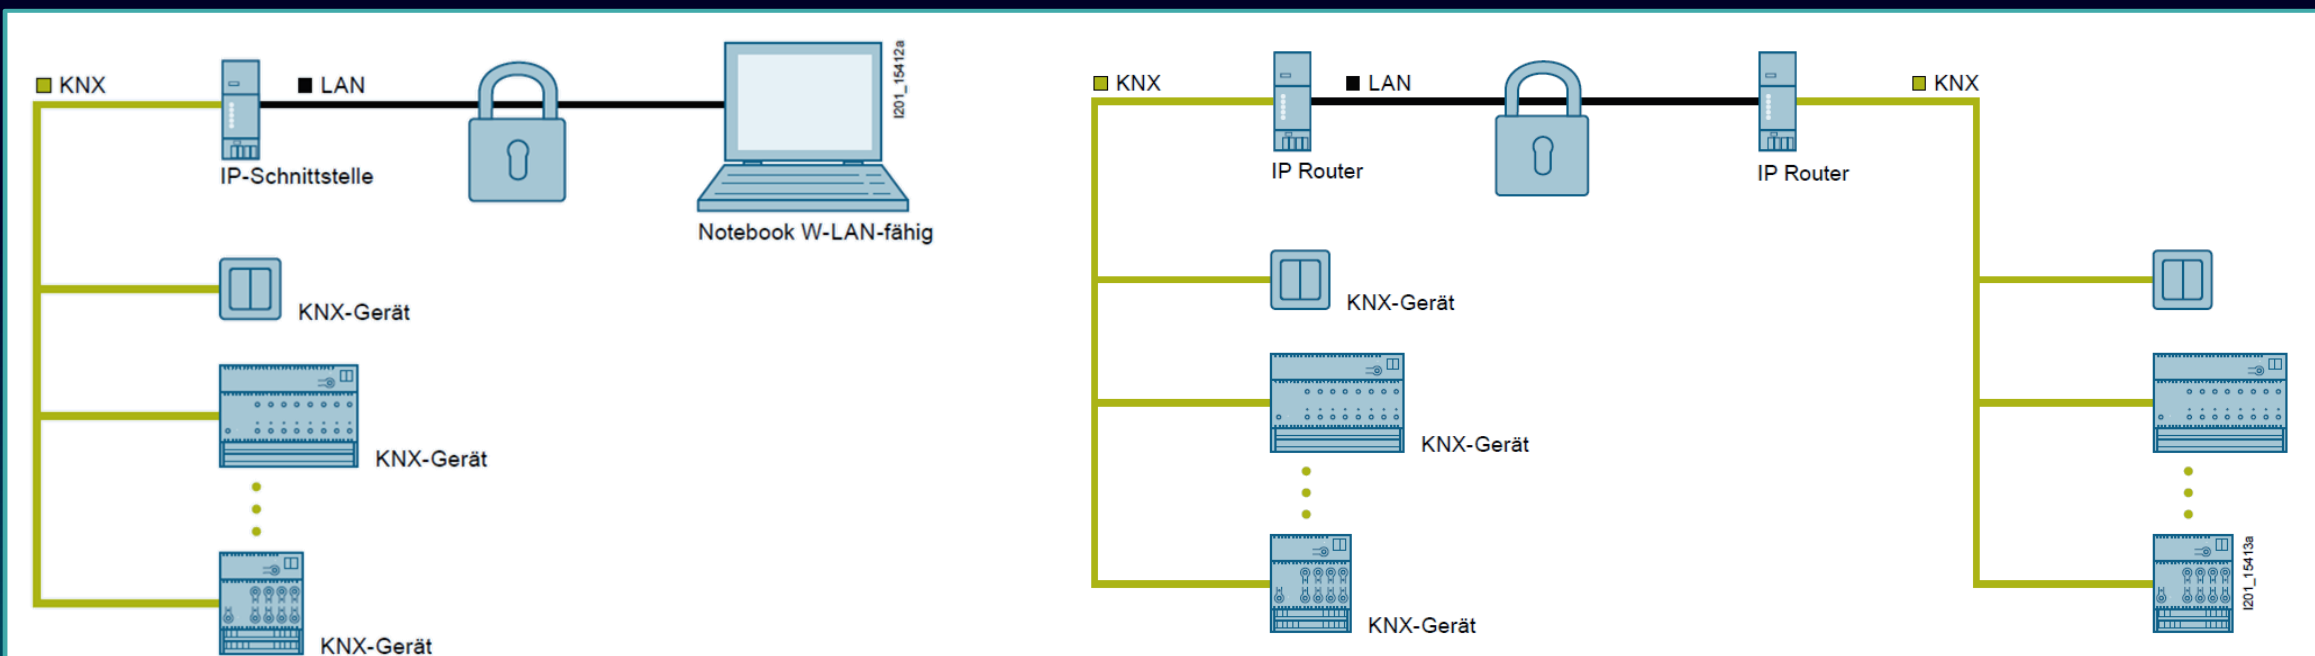 KNX
LAN
I201_15412a
IP-Schnittstelle
Notebook W-LAN-fähig
KNX-Gerät
KNX-Gerät
KNX-Gerät
KNX
LAN
KNX
IP Router
IP Router
KNX-Gerät
KNX-Gerät
KNX-Gerät
I201_15413a